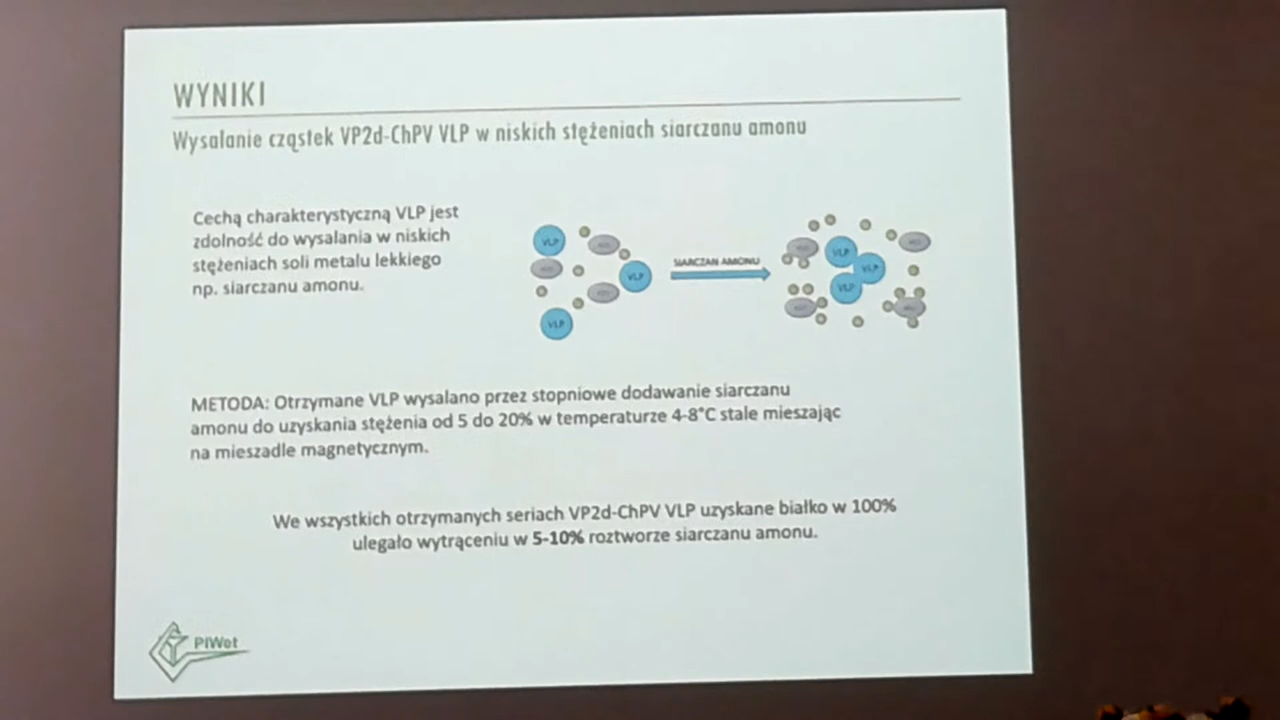 WYNIKI
Wysalanie cząstek VP2d-ChPV VLP w niskich stężeniach siarczanu amonu
Cechą charakterystyczną VLP jest
zdolność do wysalania w niskich
stężeniach soli metalu lekkiego
np. siarczanu amonu.
VLP
VLP
VLP
SIARCZAN AMONU
VLP
VLP
VLP
METODA: Otrzymane VLP wysalano przez stopniowe dodawanie siarczanu
amonu do uzyskania stężenia od 5 do 20% w temperaturze 4-8°C stale mieszając
na mieszadle magnetycznym.
We wszystkich otrzymanych seriach VP2d-ChPV VLP uzyskane białko w 100%
ulegało wytrąceniu w 5-10% roztworze siarczanu amonu.
PIWet